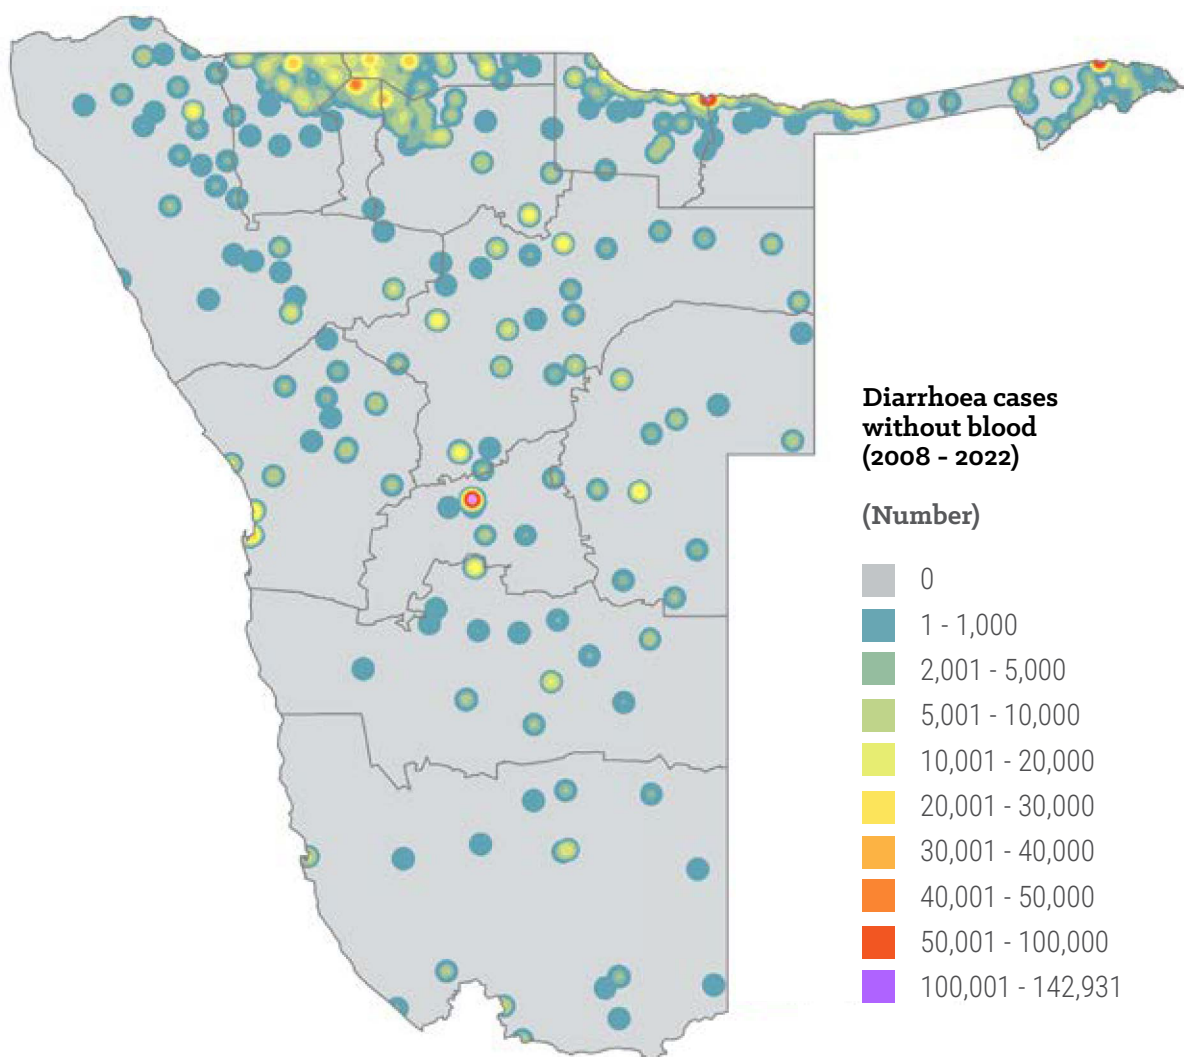 Diarrhoea cases
without blood
(2008 - 2022)
(Number)
0
1 - 1,000
2,001 - 5,000
5,001 - 10,000
10,001 - 20,000
20,001 - 30,000
30,001 - 40,000
40,001 - 50,000
50,001 - 100,000
100,001 - 142,931